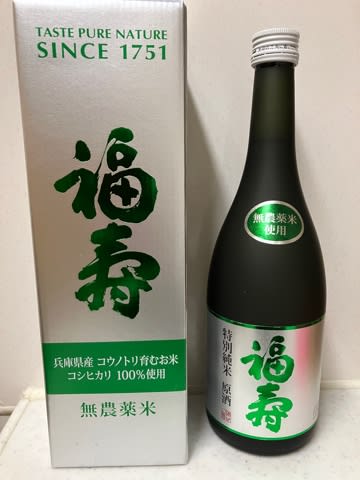 TASTE PURE NATURE
SINCE 1751
福寿
兵庫県産 コウノトリ育むお米
コシヒカリ 100%使用
無農薬米
無農薬米
使用
特別純米 原酒
福寿